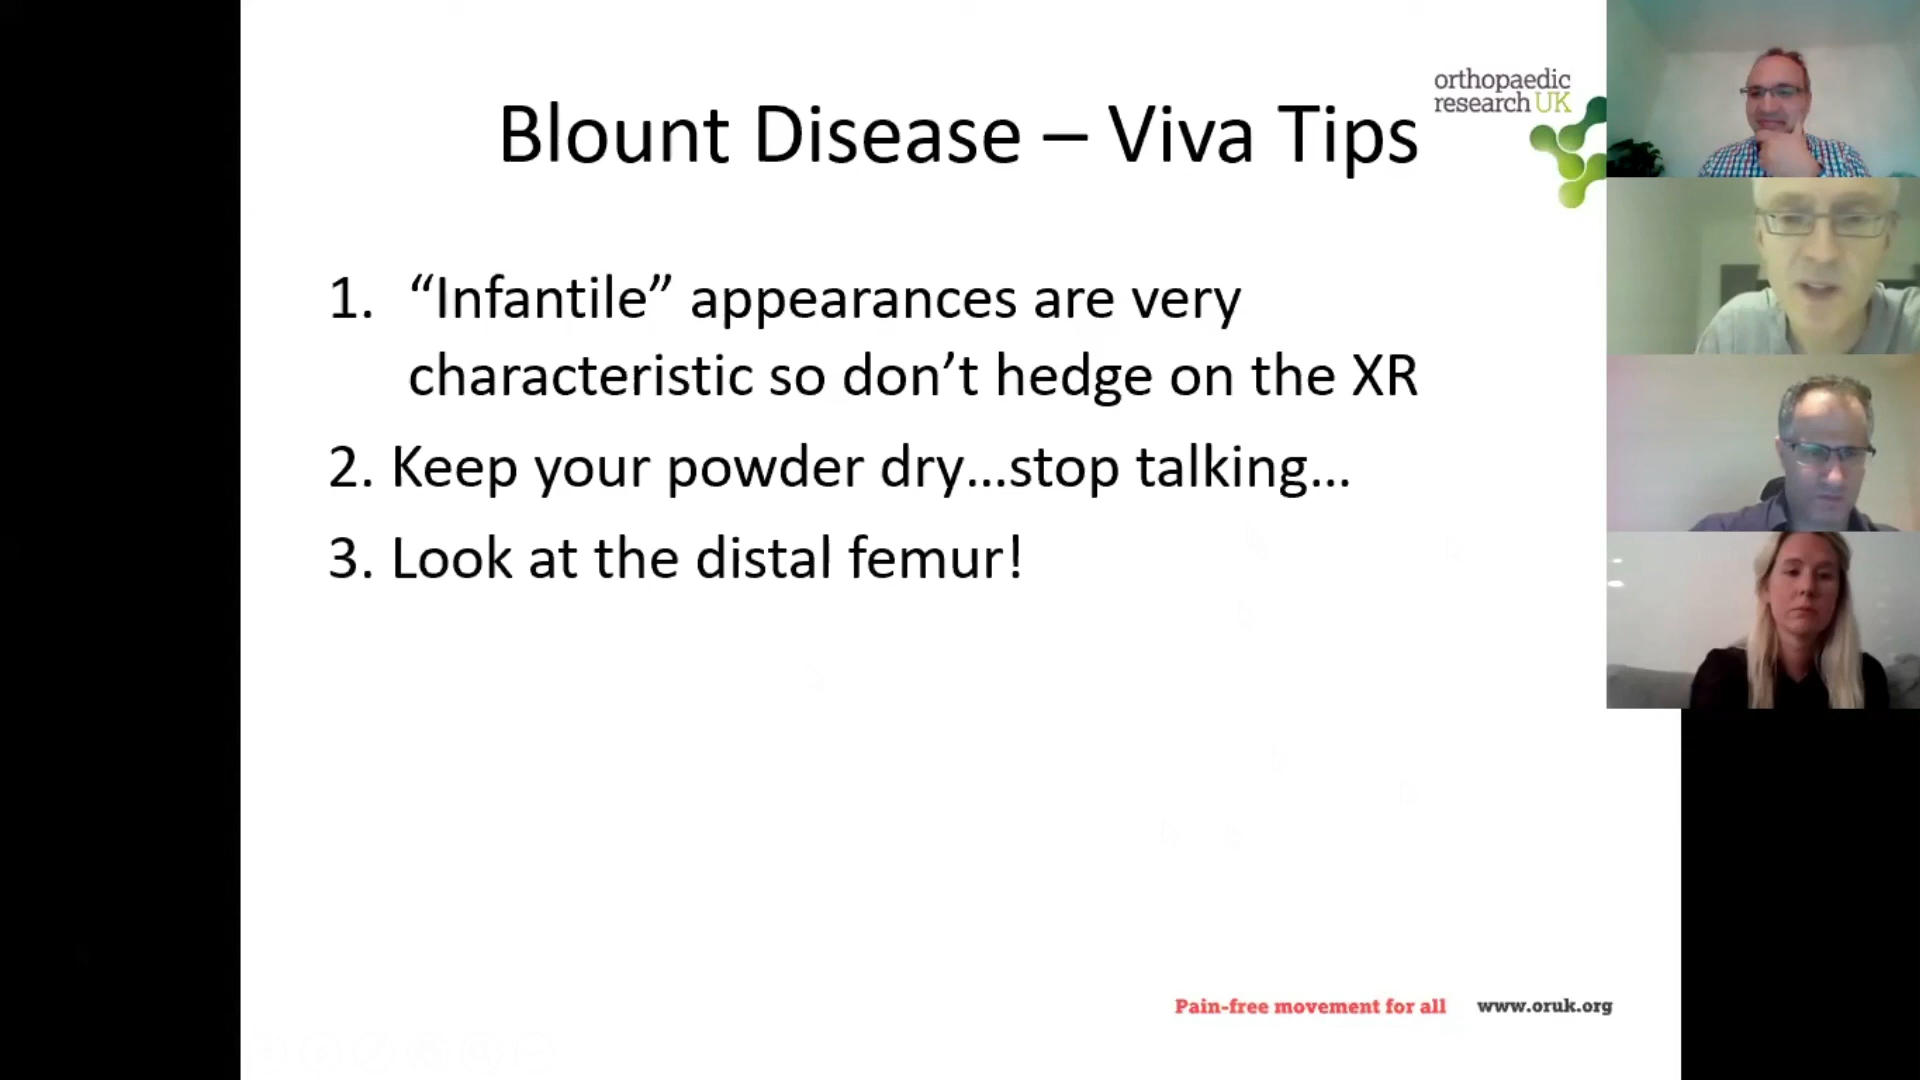 orthopaedic
research UK
Blount Disease – Viva Tips
1. “Infantile” appearances are very
characteristic so don’t hedge on the XR
2. Keep your powder dry...stop talking...
3. Look at the distal femur!
Pain-free movement for all www.oruk.org